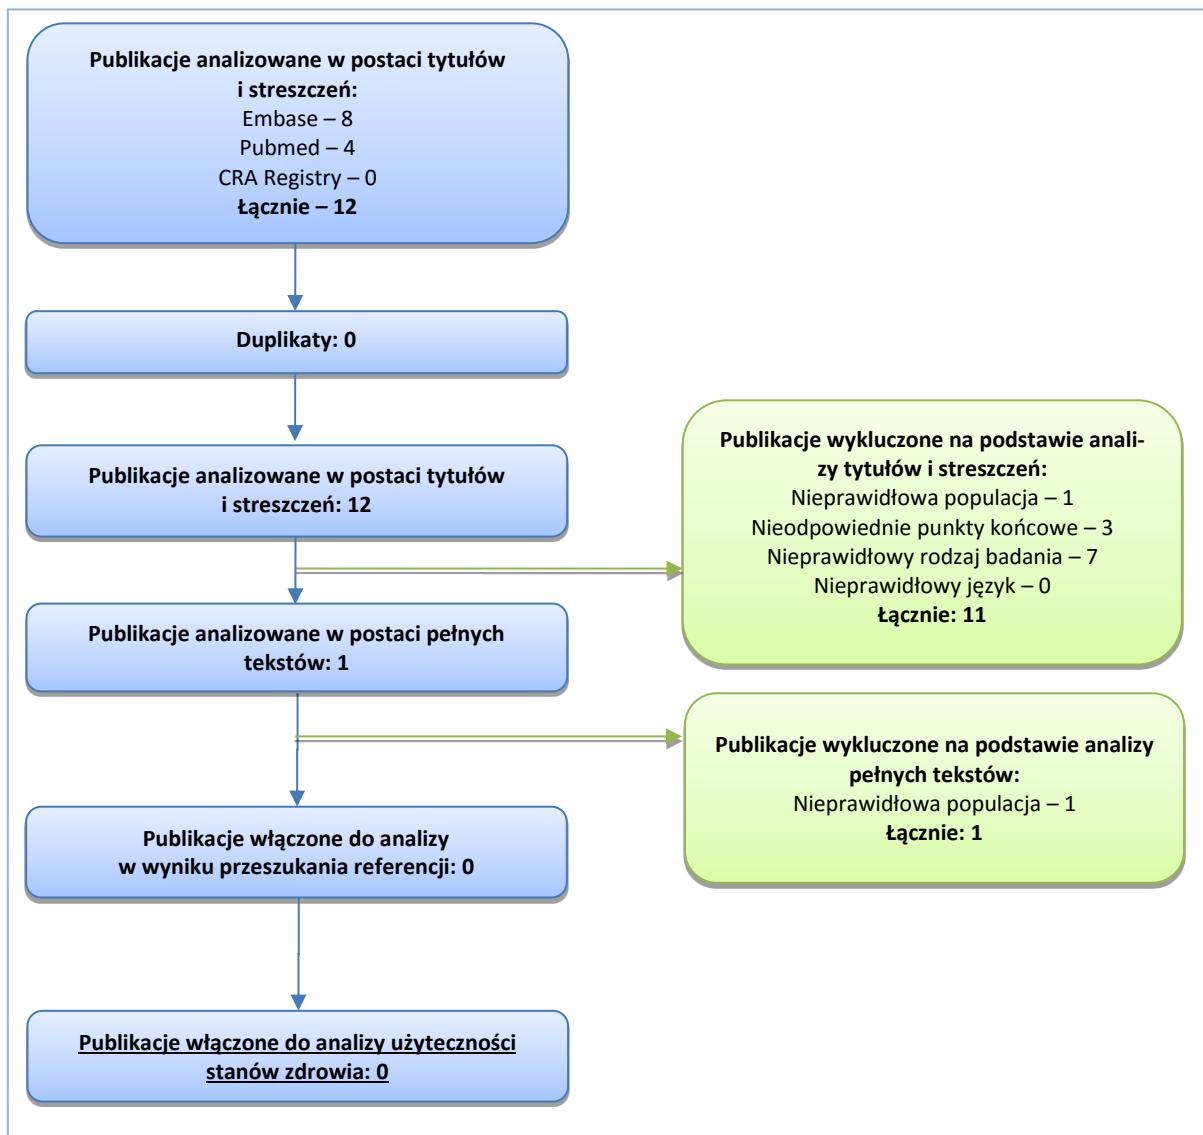 Publikacje analizowane w postaci tytułów
i streszczeń:
Embase – 8
Pubmed – 4
CRA Registry – 0
Łącznie – 12
Duplikaty: 0
Publikacje analizowane w postaci tytułów
i streszczeń: 12
Publikacje wykluczone na podstawie anali-
zy tytułów i streszczeń:
Nieprawidłowa populacja – 1
Nieodpowiednie punkty końcowe – 3
Nieprawidłowy rodzaj badania – 7
Nieprawidłowy język – 0
Łącznie: 11
Publikacje analizowane w postaci pełnych
tekstów: 1
Publikacje wykluczone na podstawie analizy
pełnych tekstów:
Nieprawidłowa populacja – 1
Łącznie: 1
Publikacje włączone do analizy
w wyniku przeszukania referencji: 0
Publikacje włączone do analizy użyteczności
stanów zdrowia: 0